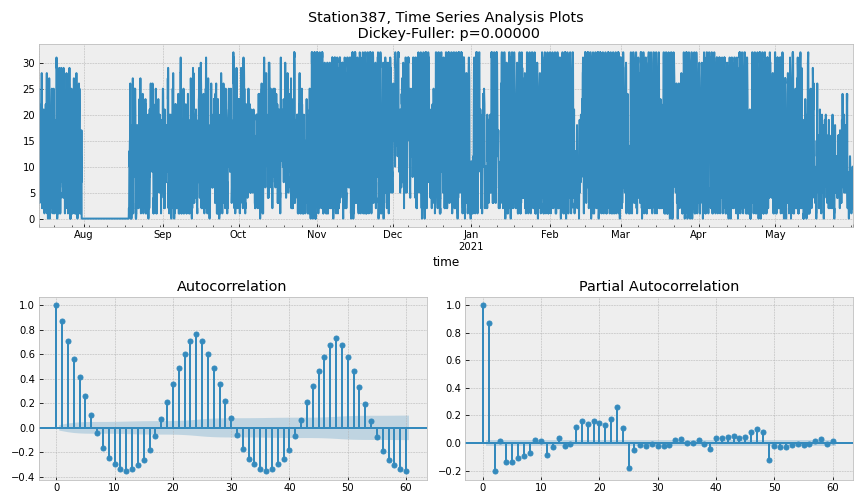 Station387, Time Series Analysis Plots
Dickey-Fuller: p=0.00000
30
25
20
15
10
5
0
Aug Sep Oct Nov Dec Jan Feb Mar Apr May
2021
time
Autocorrelation
1.0
0.8
0.6
0.4
0.2
0.0
−0.2
−0.4
0 10 20 30 40 50 60
Partial Autocorrelation
1.0
0.8
0.6
0.4
0.2
0.0
−0.2
0 10 20 30 40 50 60